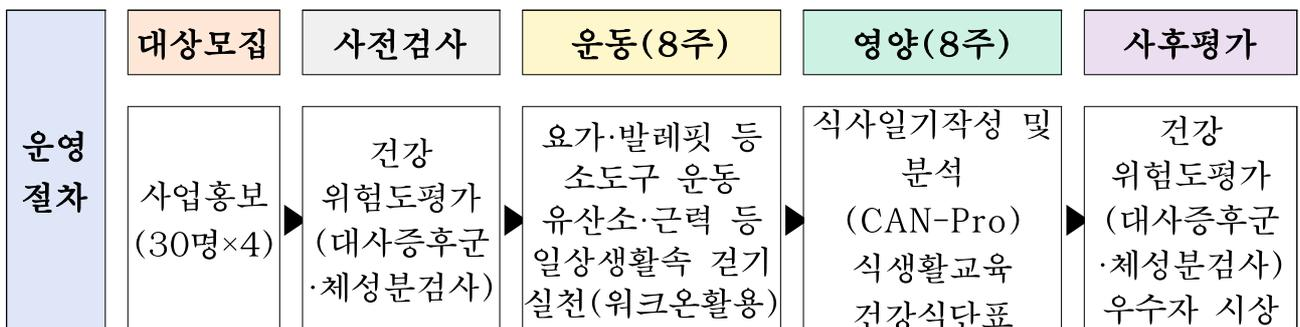 운영
절차
대상모집
사전검사
운동(8주)
영양(8주)
사후평가
사업홍보
(30명×4)
건강
위험도평가
(대사증후군
·체성분검사)
요가·발레핏 등
소도구 운동
유산소·근력 등
일상생활속 걷기
실천(워크온활용)
식사일기작성 및
분석
(CAN-Pro)
식생활교육
건강식단표
건강
위험도평가
(대사증후군
·체성분검사)
우수자 시상